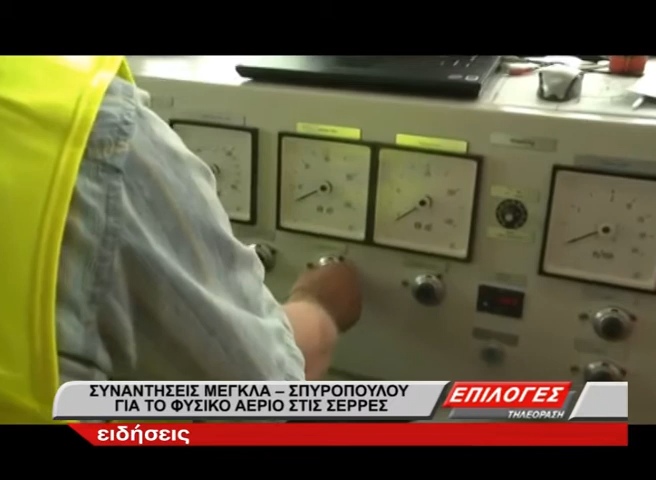 ΣΥΝΑΝΤΗΣΕΙΣ ΜΕΓΚΛΑ – ΣΠΥΡΟΠΟΥΛΟΥ
ΓΙΑ ΤΟ ΦΥΣΙΚΟ ΑΕΡΙΟ ΣΤΙΣ ΣΕΡΡΕΣ
ΕΠΙΛΟΓΕΣ
ΤΗΛΕΟΡΑΣΗ
ειδήσεις